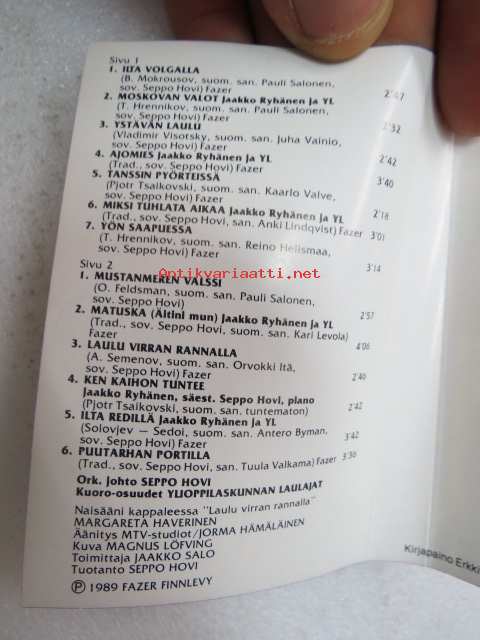 Sivu 1
1. ILTA VOLGALLA
(B. Mokrousov, suom. san. Pauli Salonen,
sov. Seppo Hovi) Fazer 2'47
2. MOSKOVAN VALOT Jaakko Ryhänen ja YL
(T. Hrennikov, suom. san. Pauli Salonen,
sov. Seppo Hovi) Fazer 2'32
3. YSTÄVÄN LAULU
(Vladimir Visotsky, suom. san. Juha Vainio,
sov. Seppo Hovi) Fazer 2'42
4. AJOMIES Jaakko Ryhänen ja YL
(Trad., sov. Seppo Hovi) Fazer 3'40
5. TANSSIN PYÖRTEISSÄ
(Pjotr Tsaikovski, suom. san. Kaarlo Valve,
sov. Seppo Hovi) Fazer 2'18
6. MIKSI TUHLATA AIKAA Jaakko Ryhänen ja YL
(Trad., sov. Seppo Hovi, san. Anki Lindqvist) Fazer 3'01
7. YÖN SAAPUESSA
(T. Hrennikov, suom. san. Reino Helismaa,
sov. Seppo Hovi) Fazer 3'14
Sivu 2
1. MUSTANMEREN VALSSI
(O. Feldsman, suom. san. Pauli Salonen,
sov. Seppo Hovi) 2'57
2. MATUSKA (Äitini mun) Jaakko Ryhänen ja YL
(Trad., sov. Seppo Hovi, suom. san. Kari Levola)
Fazer 4'06
3. LAULU VIRRAN RANNALLA
(A. Semenov, suom. san. Orvokki Itä,
sov. Seppo Hovi) Fazer 2'40
4. KEN KAIHON TUNTEE
Jaakko Ryhänen, säest. Seppo Hovi, piano
(Pjotr Tsaikovski, suom. san. tuntematon) 2'42
5. ILTA REDILLÄ Jaakko Ryhänen ja YL
(Solovjev – Sedoi, suom. san. Antero Byman,
sov. Seppo Hovi) Fazer 3'42
6. PUUTARHAN PORTILLA
(Trad., sov. Seppo Hovi, san. Tuula Valkama) Fazer 3'36
Ork. johto SEPPO HOVI
Kuoro-osuudet YLIOPPILASKUNNAN LAULAJAT
Naisääni kappaleessa "Laulu virran rannalla"
MARGARETA HAVERINEN
Äänitys MTV-studiot/JORMA HÄMÄLÄINEN
Kuva MAGNUS LÖFVING
Toimittaja JAAKKO SALO
Tuotanto SEPPO HOVI
Ⓟ 1989 FAZER FINNLEVY
Kirjapaino Erkki
Antikvariaatti.net